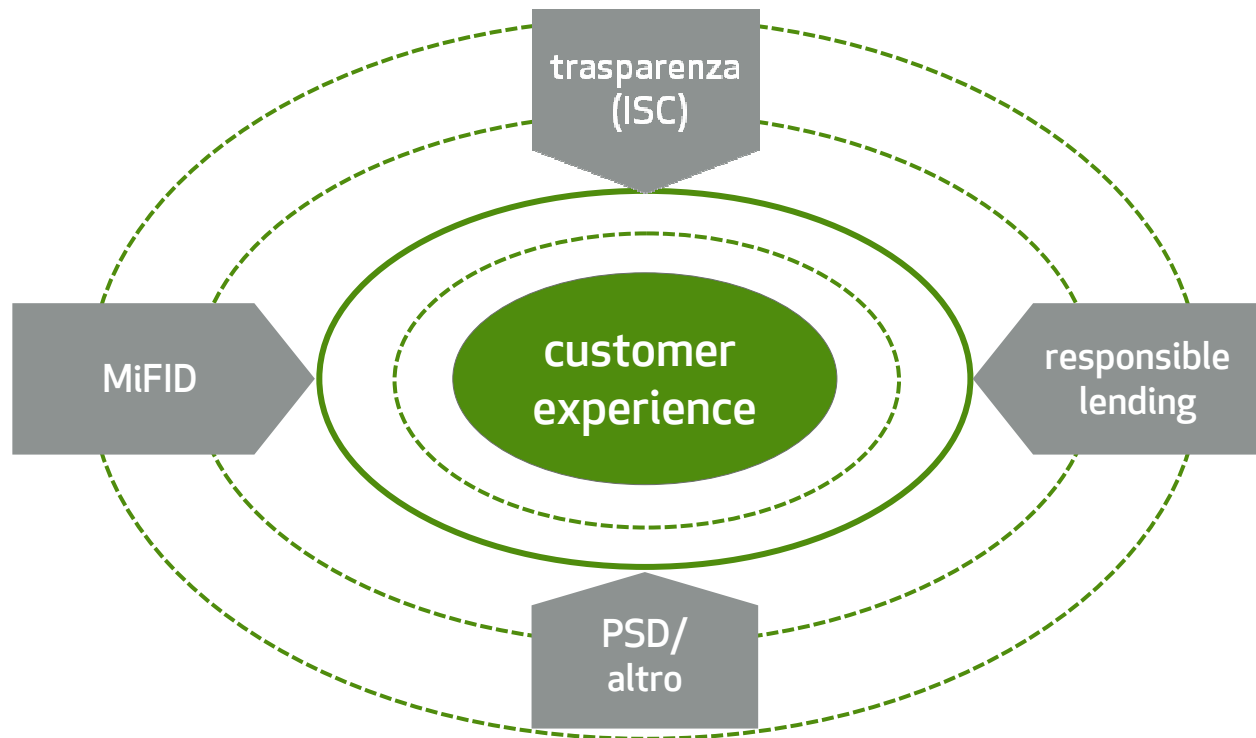 trasparenza
(ISC)
MiFID
customer
experience
responsible
lending
PSD/
altro